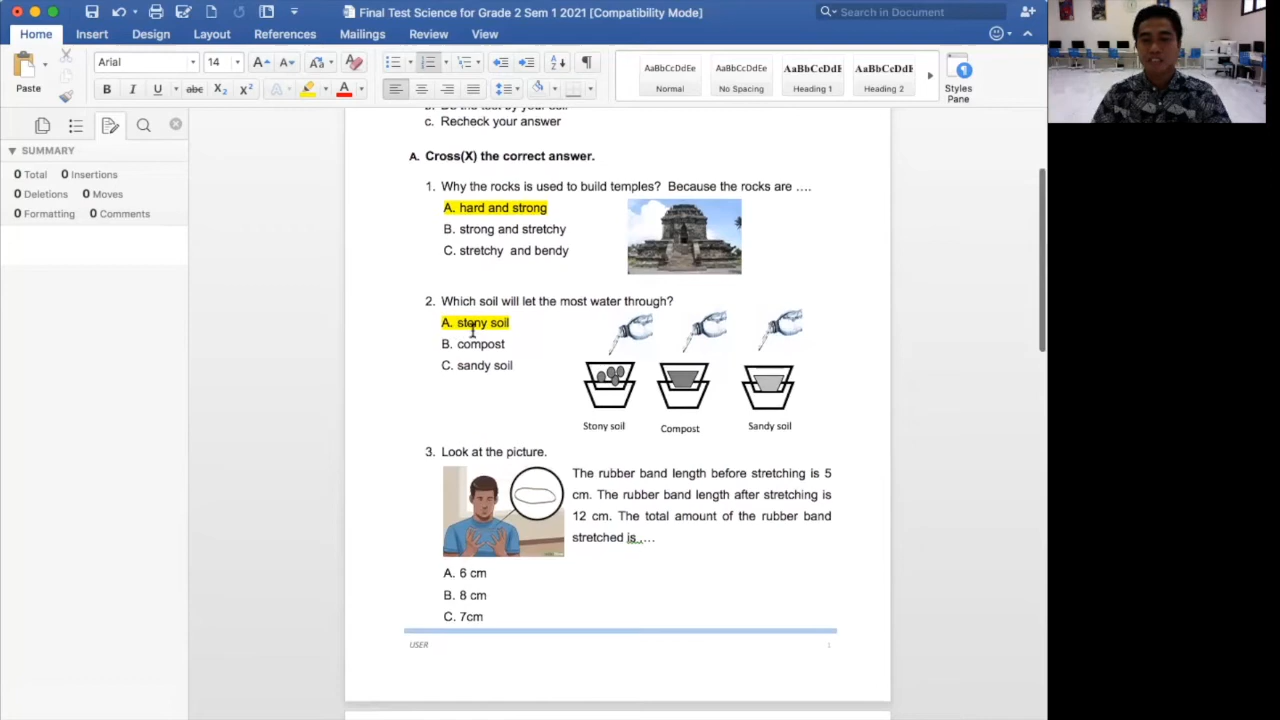 Final Test Science for Grade 2 Sem 1 2021 [Compatibility Mode]
Search in Document
Home Insert Design Layout References Mailings Review View
Arial 14
Paste
AaBbCcDdEe AaBbCcDdEe AaBbCcDdE AaBbCcDdEe
Normal No Spacing Heading 1 Heading 2
Styles Pane
SUMMARY
0 Total 0 Insertions
0 Deletions 0 Moves
0 Formatting 0 Comments
c. Recheck your answer
A. Cross(X) the correct answer.
1. Why the rocks is used to build temples? Because the rocks are ….
A. hard and strong
B. strong and stretchy
C. stretchy and bendy
2. Which soil will let the most water through?
A. stony soil
B. compost
C. sandy soil
Stony soil Compost Sandy soil
3. Look at the picture.
The rubber band length before stretching is 5
cm. The rubber band length after stretching is
12 cm. The total amount of the rubber band
stretched is….
A. 6 cm
B. 8 cm
C. 7cm
USER 1